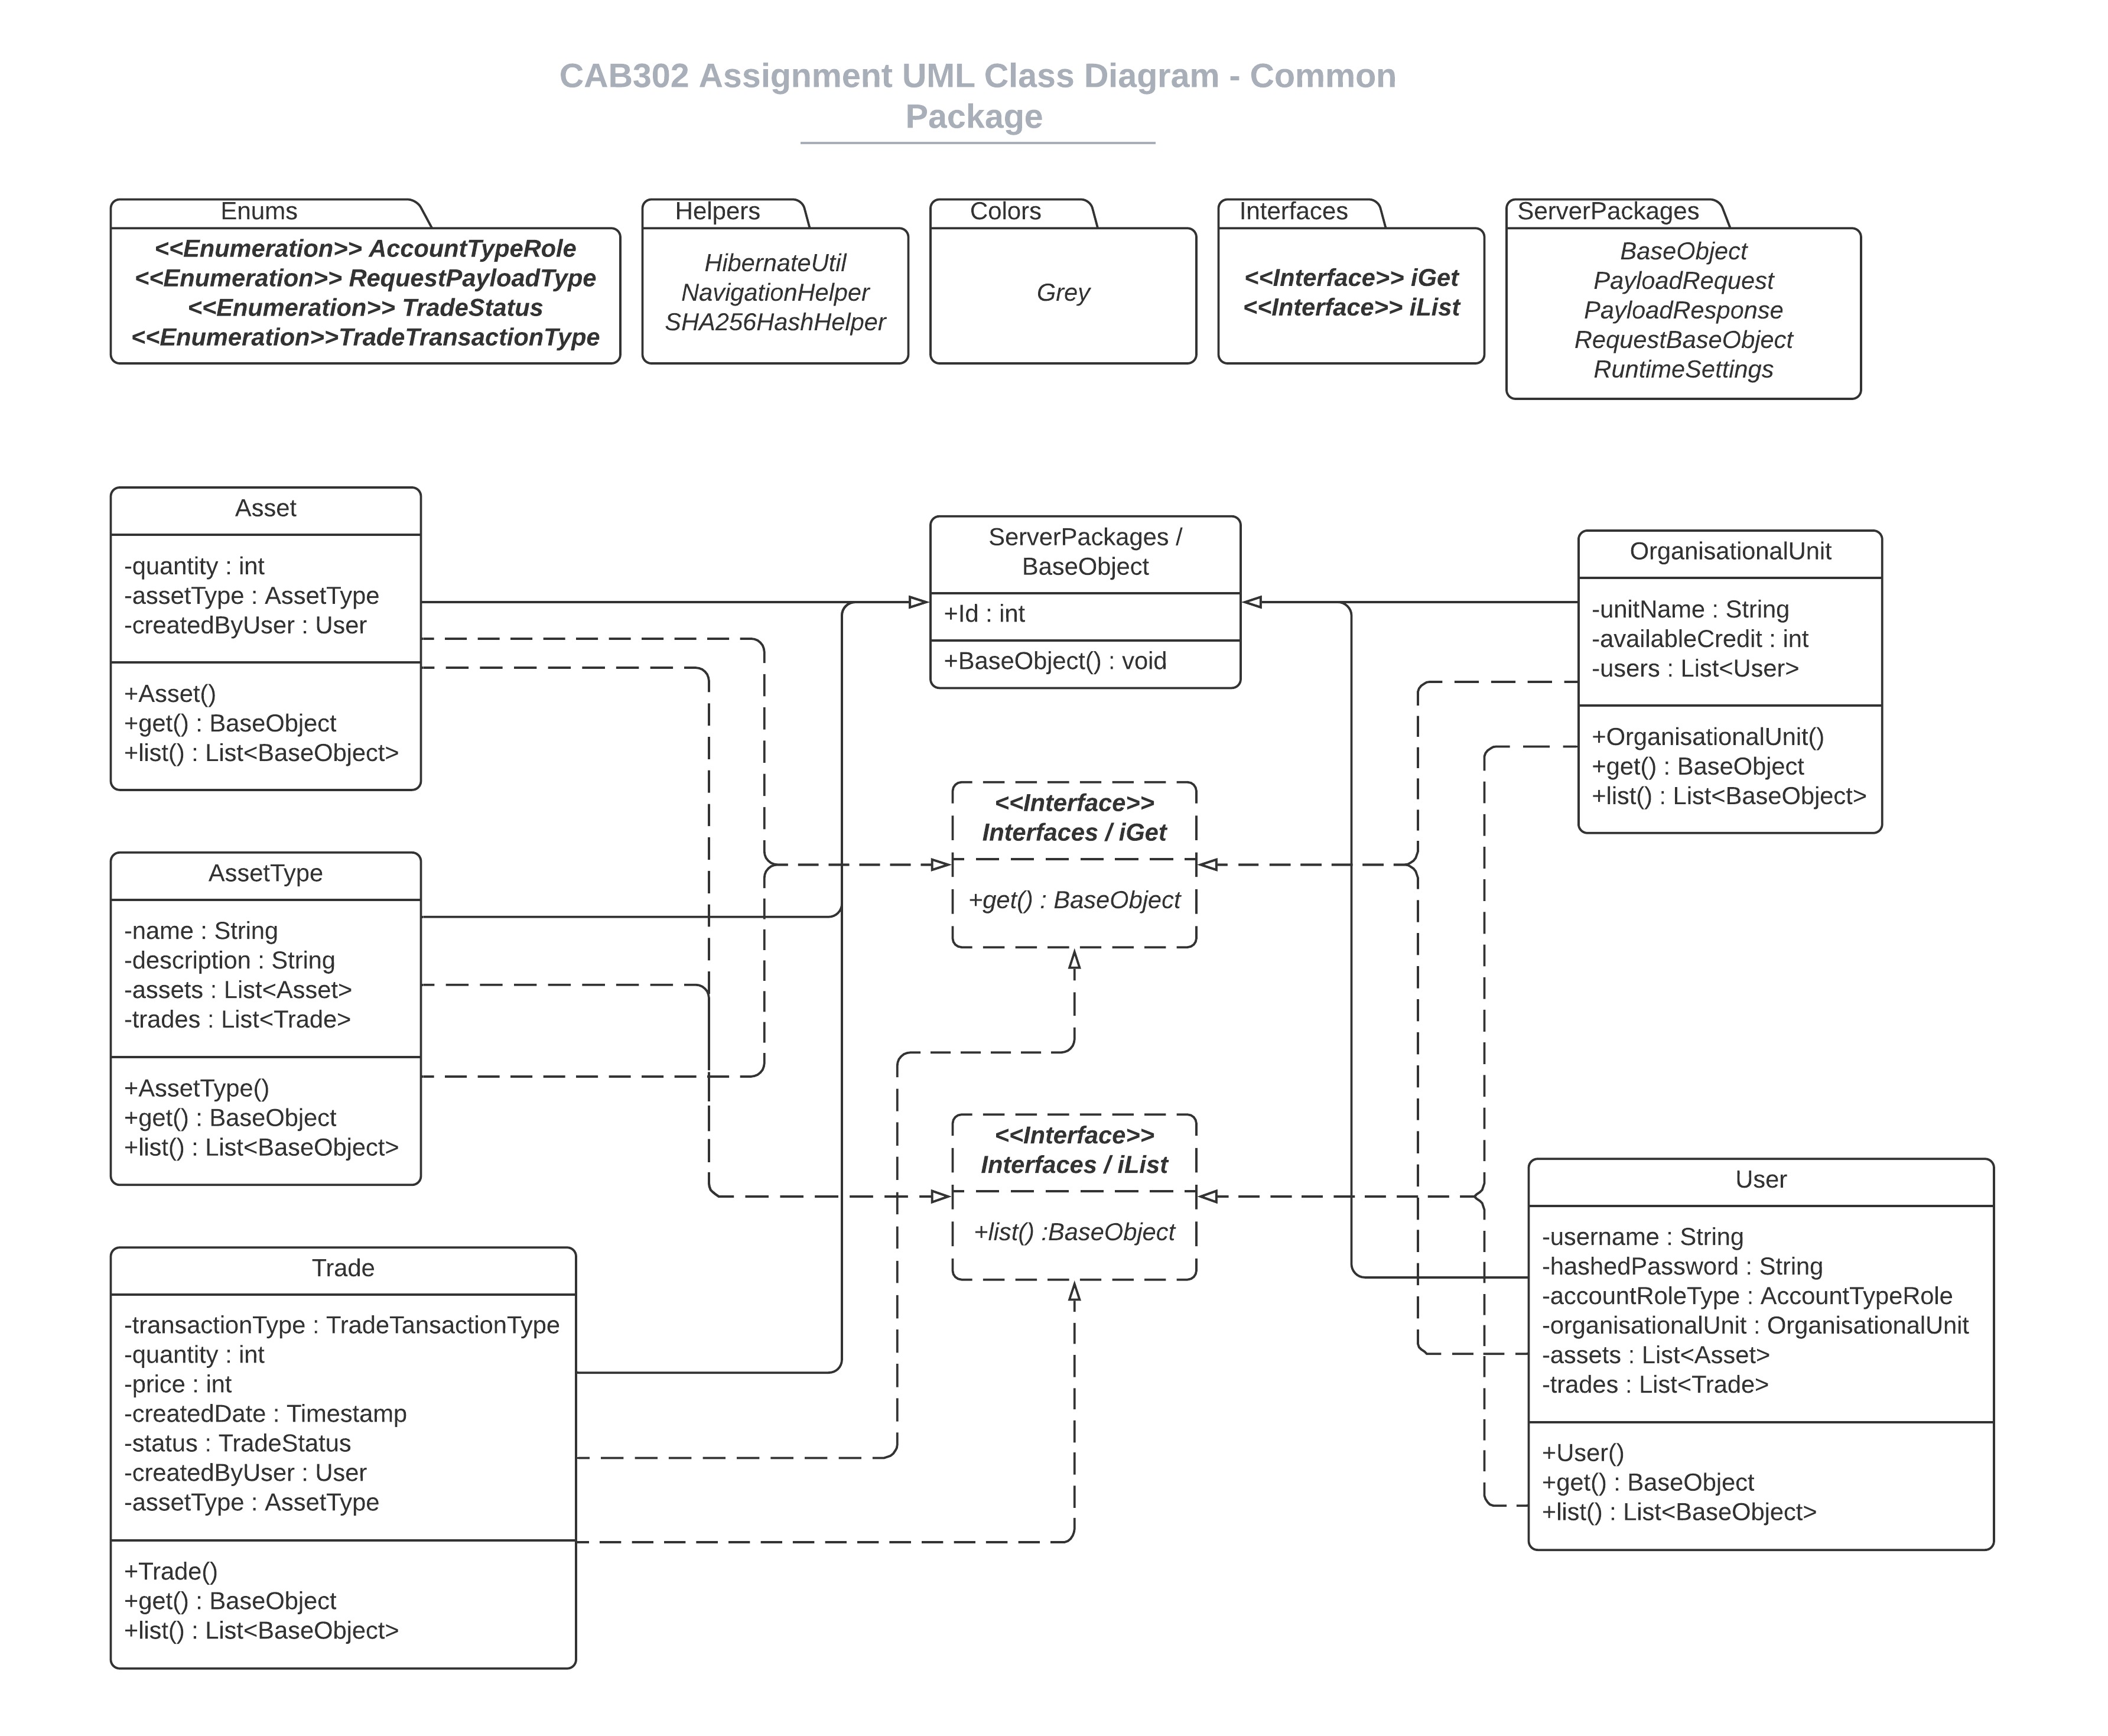 CAB302 Assignment UML Class Diagram - Common
Package
Enums
<<Enumeration>> AccountTypeRole
<<Enumeration>> RequestPayloadType
<<Enumeration>> TradeStatus
<<Enumeration>>TradeTransactionType
Helpers
HibernateUtil
NavigationHelper
SHA256HashHelper
Colors
Grey
Interfaces
<<Interface>> iGet
<<Interface>> iList
ServerPackages
BaseObject
PayloadRequest
PayloadResponse
RequestBaseObject
RuntimeSettings
Asset
-quantity : int
-assetType : AssetType
-createdByUser : User
+Asset()
+get() : BaseObject
+list() : List<BaseObject>
ServerPackages /
BaseObject
+Id : int
+BaseObject() : void
OrganisationalUnit
-unitName : String
-availableCredit : int
-users : List<User>
+OrganisationalUnit()
+get() : BaseObject
+list() : List<BaseObject>
<<Interface>>
Interfaces / iGet
+get() : BaseObject
AssetType
-name : String
-description : String
-assets : List<Asset>
-trades : List<Trade>
+AssetType()
+get() : BaseObject
+list() : List<BaseObject>
<<Interface>>
Interfaces / iList
+list() :BaseObject
User
-username : String
-hashedPassword : String
-accountRoleType : AccountTypeRole
-organisationalUnit : OrganisationalUnit
-assets : List<Asset>
-trades : List<Trade>
+User()
+get() : BaseObject
+list() : List<BaseObject>
Trade
-transactionType : TradeTansactionType
-quantity : int
-price : int
-createdDate : Timestamp
-status : TradeStatus
-createdByUser : User
-assetType : AssetType
+Trade()
+get() : BaseObject
+list() : List<BaseObject>